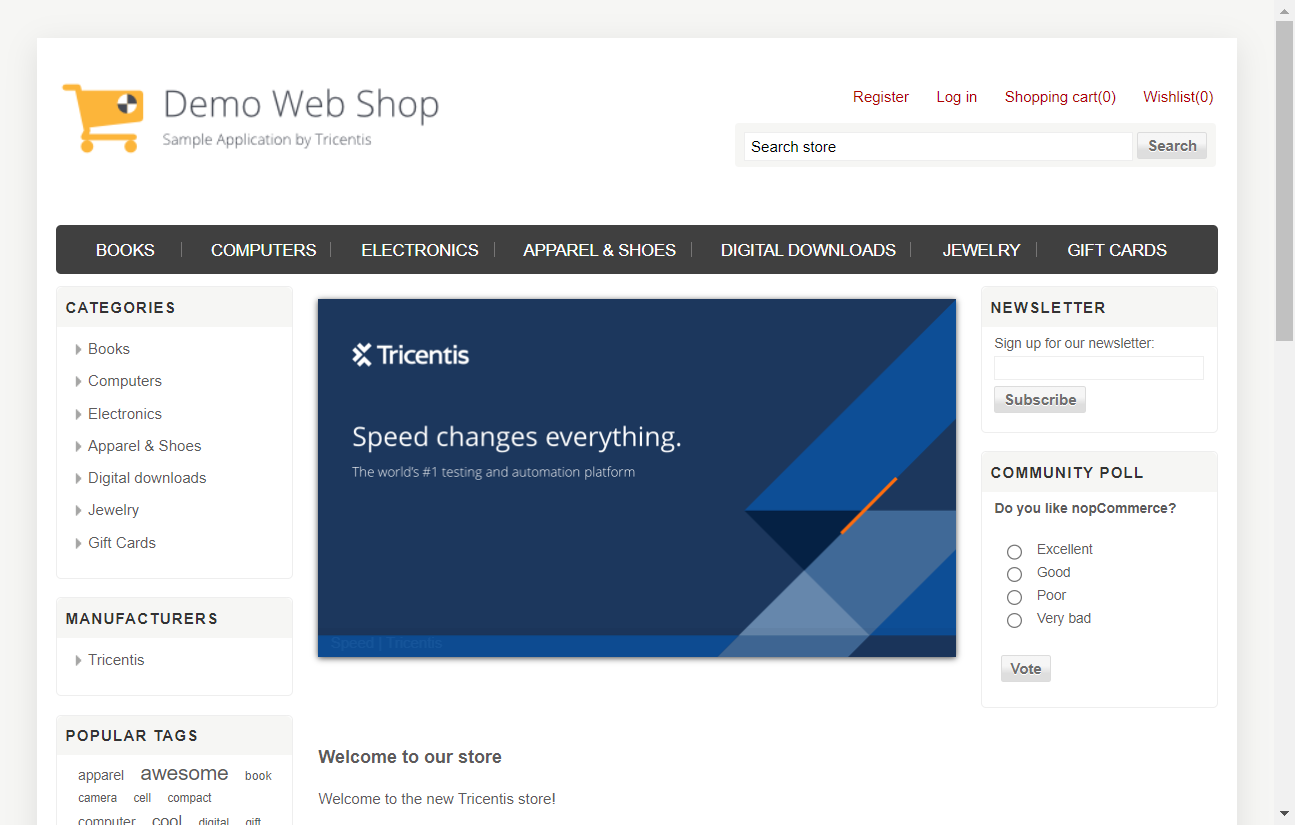 Demo Web Shop
Sample Application by Tricentis
Register Log in Shopping cart(0) Wishlist(0)
Search store Search
BOOKS COMPUTERS ELECTRONICS APPAREL & SHOES DIGITAL DOWNLOADS JEWELRY GIFT CARDS
CATEGORIES
Books
Computers
Electronics
Apparel & Shoes
Digital downloads
Jewelry
Gift Cards
MANUFACTURERS
Tricentis
POPULAR TAGS
apparel awesome book
camera cell compact
computer cool digital gift
Tricentis
Speed changes everything.
The world's #1 testing and automation platform
Speed | Tricentis
Welcome to our store
Welcome to the new Tricentis store!
NEWSLETTER
Sign up for our newsletter:
Subscribe
COMMUNITY POLL
Do you like nopCommerce?
Excellent
Good
Poor
Very bad
Vote